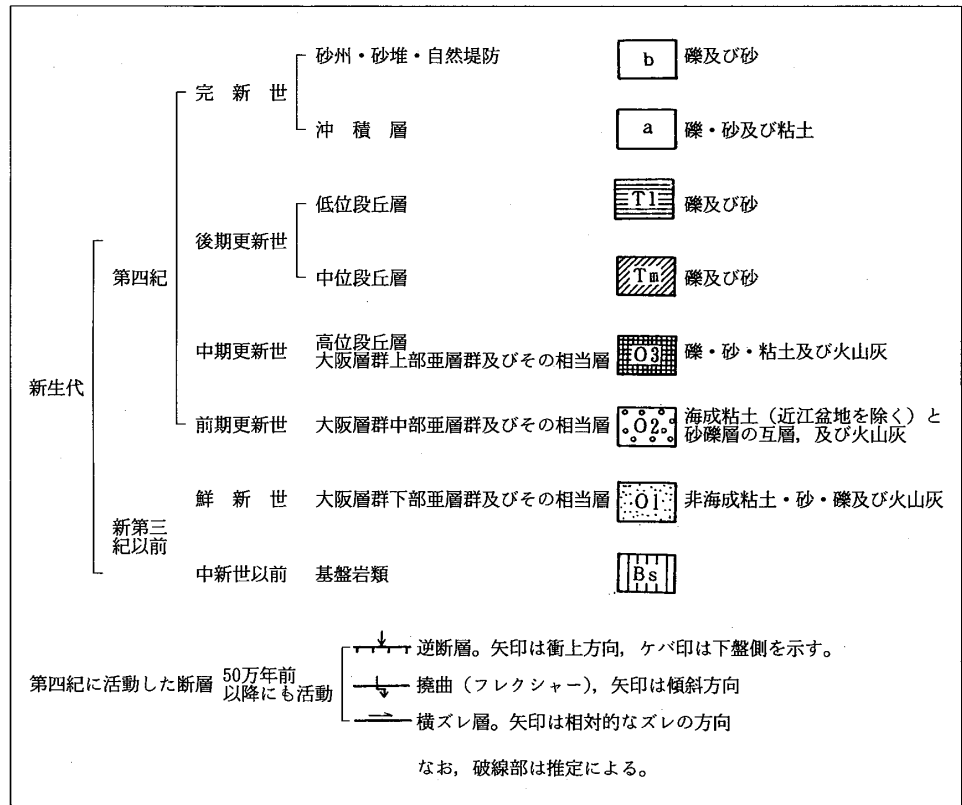 砂州・砂堆・自然堤防 b 礫及び砂
完新世
沖積層 a 礫・砂及び粘土
低位段丘層 Tl 礫及び砂
後期更新世
第四紀
中位段丘層 Tm 礫及び砂
中期更新世
高位段丘層
大阪層群上部亜層群及びその相当層 O3 礫・砂・粘土及び火山灰
新生代
前期更新世 大阪層群中部亜層群及びその相当層 O2 海成粘土（近江盆地を除く）と
砂礫層の互層，及び火山灰
鮮新世 大阪層群下部亜層群及びその相当層 O1 非海成粘土・砂・礫及び火山灰
新第三
紀以前
中新世以前 基盤岩類 Bs
逆断層。矢印は衝上方向，ケバ印は下盤側を示す。
第四紀に活動した断層 50万年前
以降にも活動
撓曲（フレクシャー），矢印は傾斜方向
横ズレ層。矢印は相対的なズレの方向
なお，破線部は推定による。